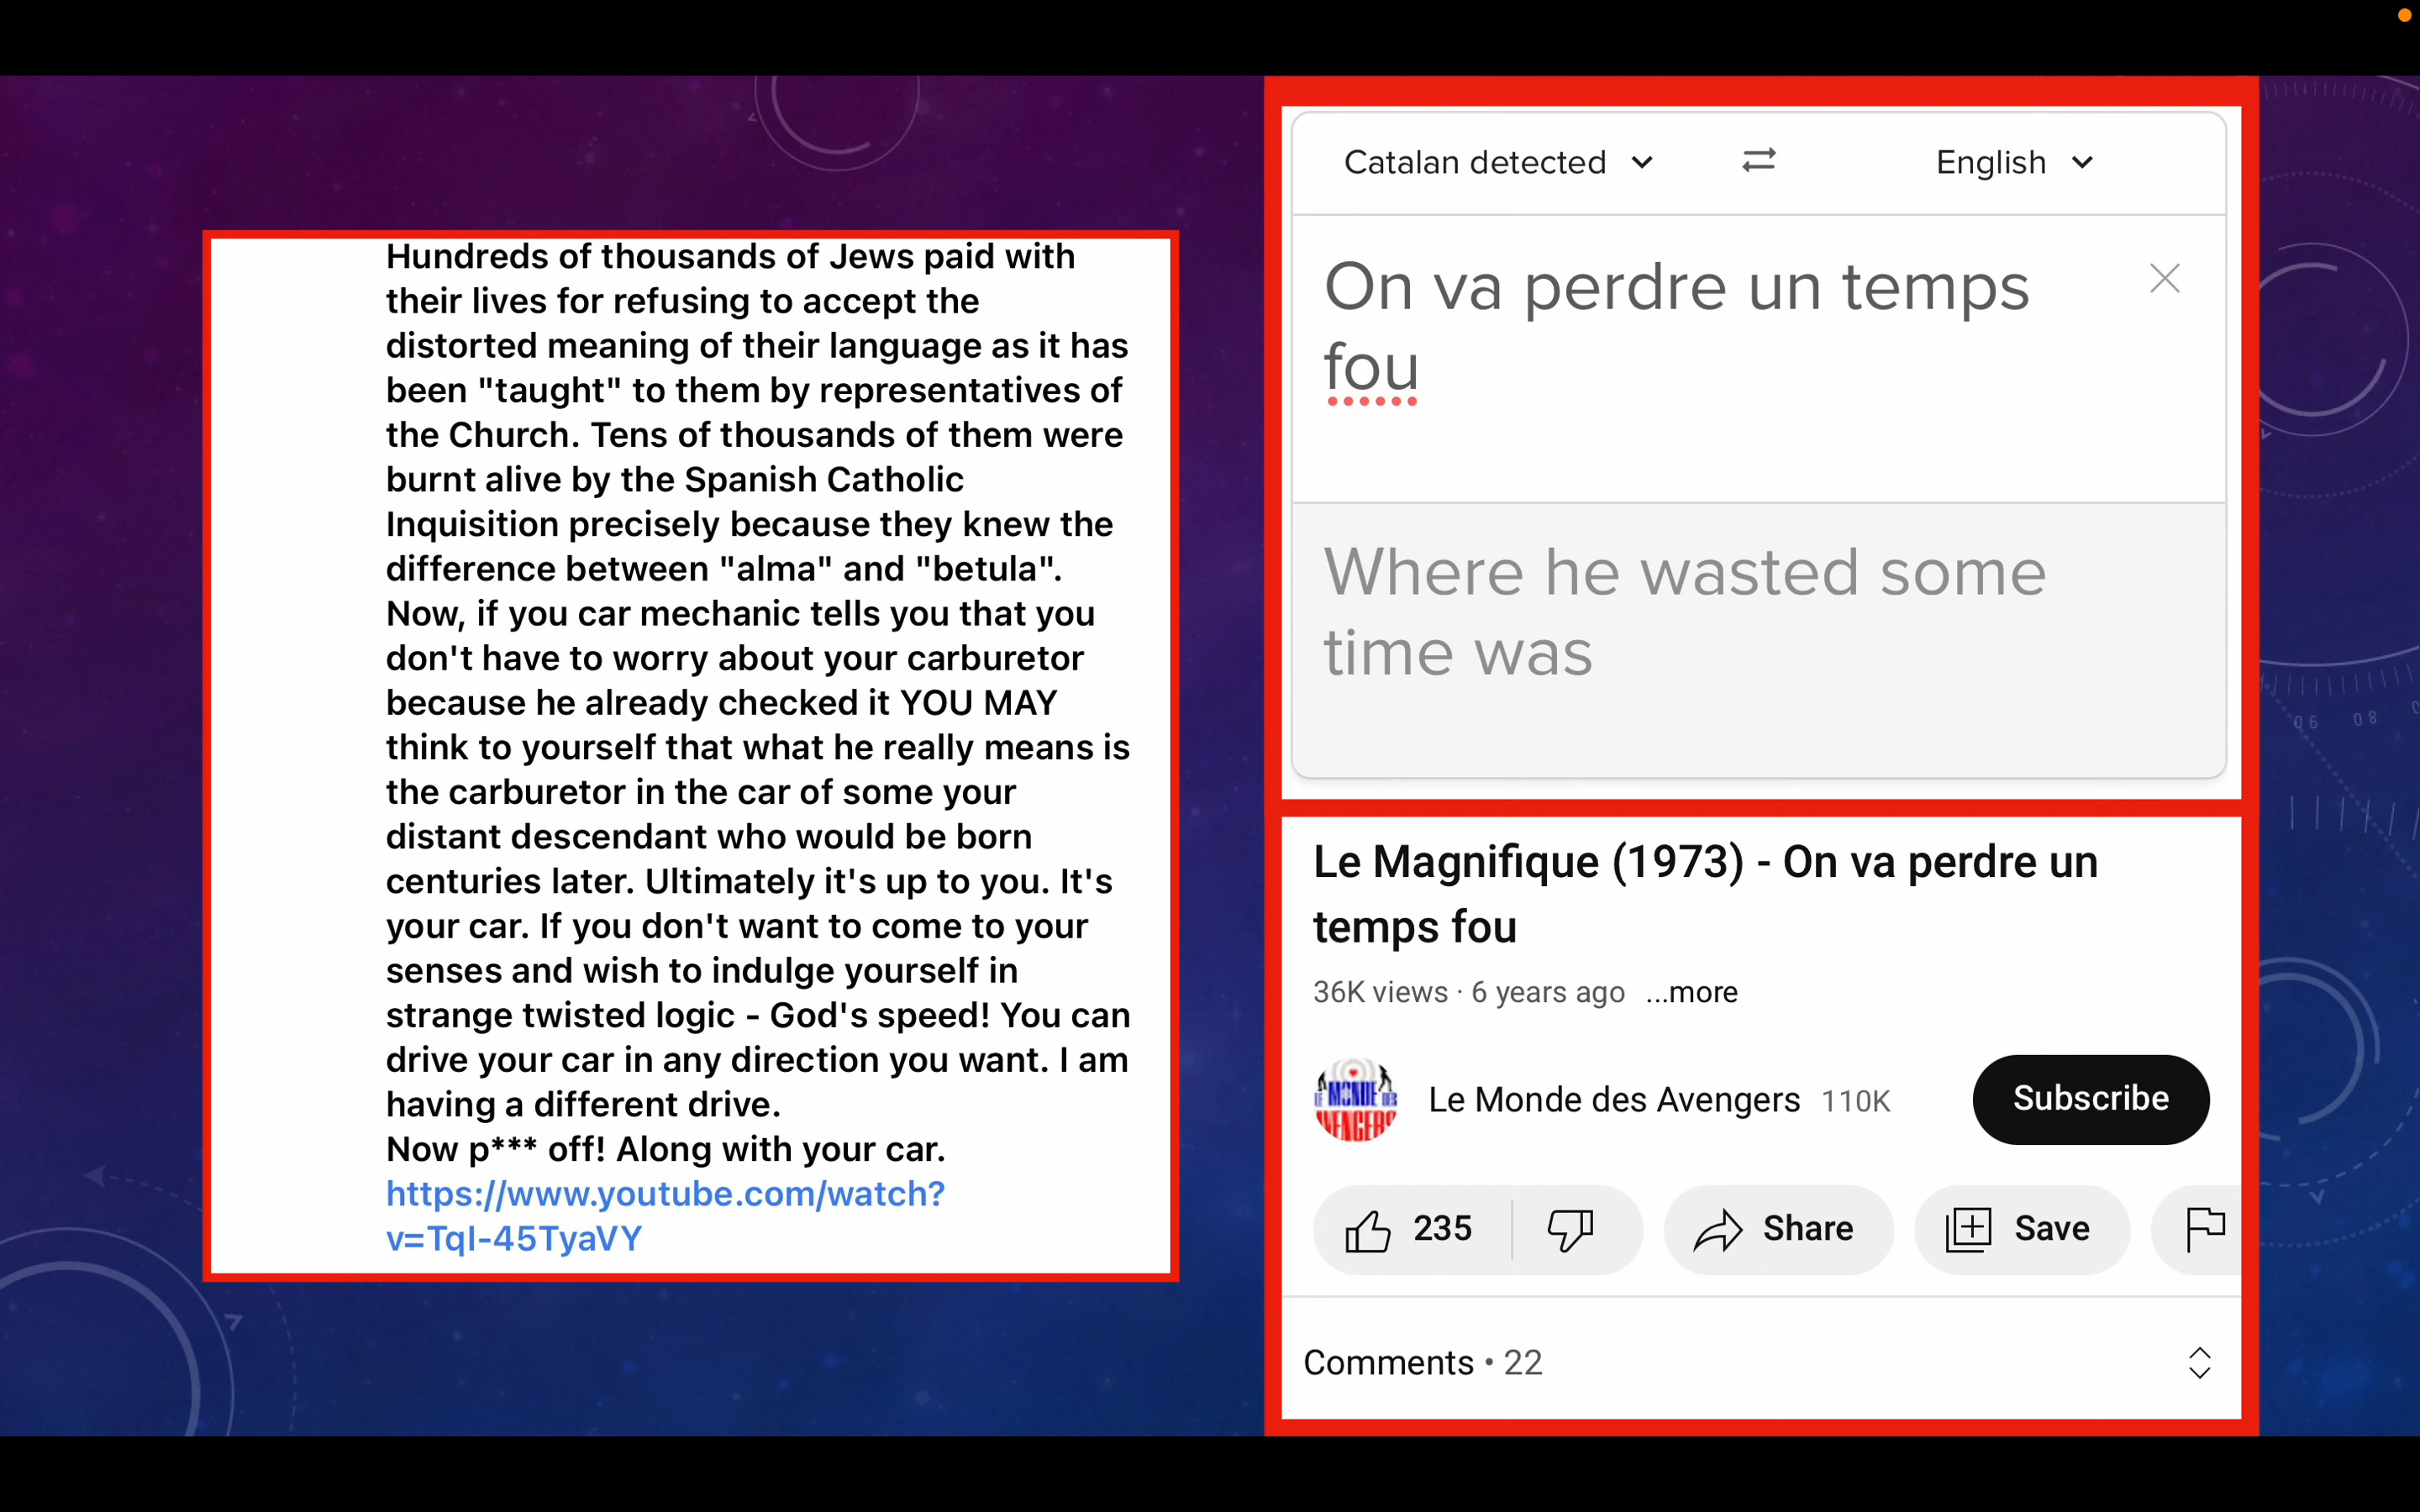 Hundreds of thousands of Jews paid with
their lives for refusing to accept the
distorted meaning of their language as it has
been "taught" to them by representatives of
the Church. Tens of thousands of them were
burnt alive by the Spanish Catholic
Inquisition precisely because they knew the
difference between "alma" and "betula".
Now, if you car mechanic tells you that you
don't have to worry about your carburetor
because he already checked it YOU MAY
think to yourself that what he really means is
the carburetor in the car of some your
distant descendant who would be born
centuries later. Ultimately it's up to you. It's
your car. If you don't want to come to your
senses and wish to indulge yourself in
strange twisted logic - God's speed! You can
drive your car in any direction you want. I am
having a different drive.
Now p*** off! Along with your car.
https://www.youtube.com/watch?
v=TqI-45TyaVY
Catalan detected
English
On va perdre un temps
fou
Where he wasted some
time was
Le Magnifique (1973) - On va perdre un
temps fou
36K views · 6 years ago ...more
LE MONDE DES
AVENGERS
Le Monde des Avengers 110K
Subscribe
235
Share
Save
Comments • 22